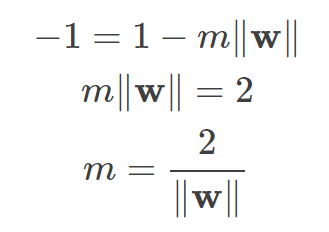 −1 = 1 − m‖w‖
m‖w‖ = 2
m = 2 / ‖w‖